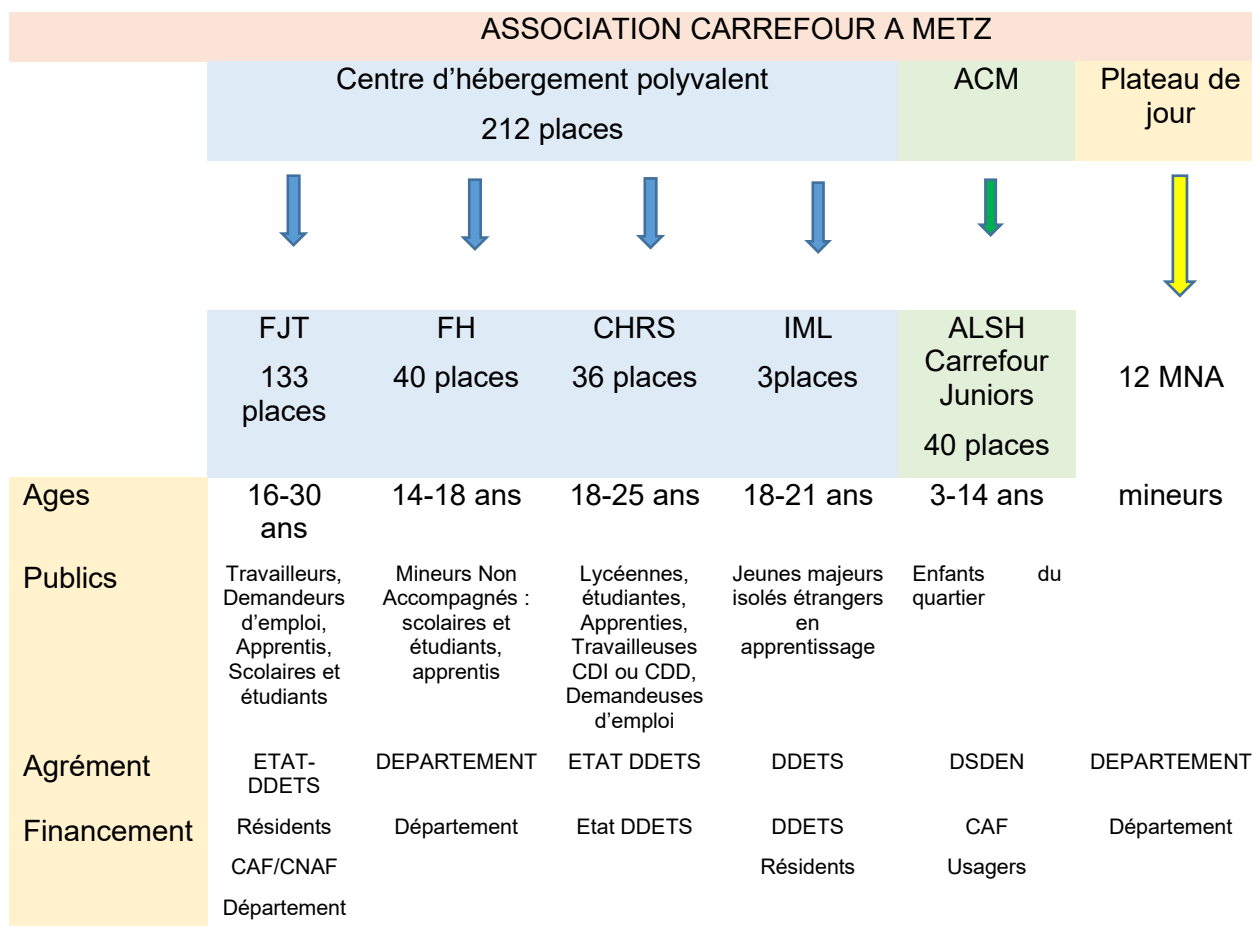 ASSOCIATION CARREFOUR A METZ
Centre d'hébergement polyvalent
212 places
ACM
Plateau de
jour
FJT
133
places
FH
40 places
CHRS
36 places
IML
3places
ALSH
Carrefour
Juniors
40 places
12 MNA
Ages
16-30
ans
14-18 ans
18-25 ans
18-21 ans
3-14 ans
mineurs
Publics
Travailleurs,
Demandeurs
d'emploi,
Apprentis,
Scolaires et
étudiants
Mineurs Non
Accompagnés :
scolaires et
étudiants,
apprentis
Lycéennes,
étudiantes,
Apprenties,
Travailleuses
CDI ou CDD,
Demandeuses
d'emploi
Jeunes majeurs
isolés étrangers
en
apprentissage
Enfants du
quartier
Agrément
ETAT-
DDETS
DEPARTEMENT
ETAT DDETS
DDETS
DSDEN
DEPARTEMENT
Financement
Résidents
CAF/CNAF
Département
Département
Etat DDETS
DDETS
Résidents
CAF
Usagers
Département